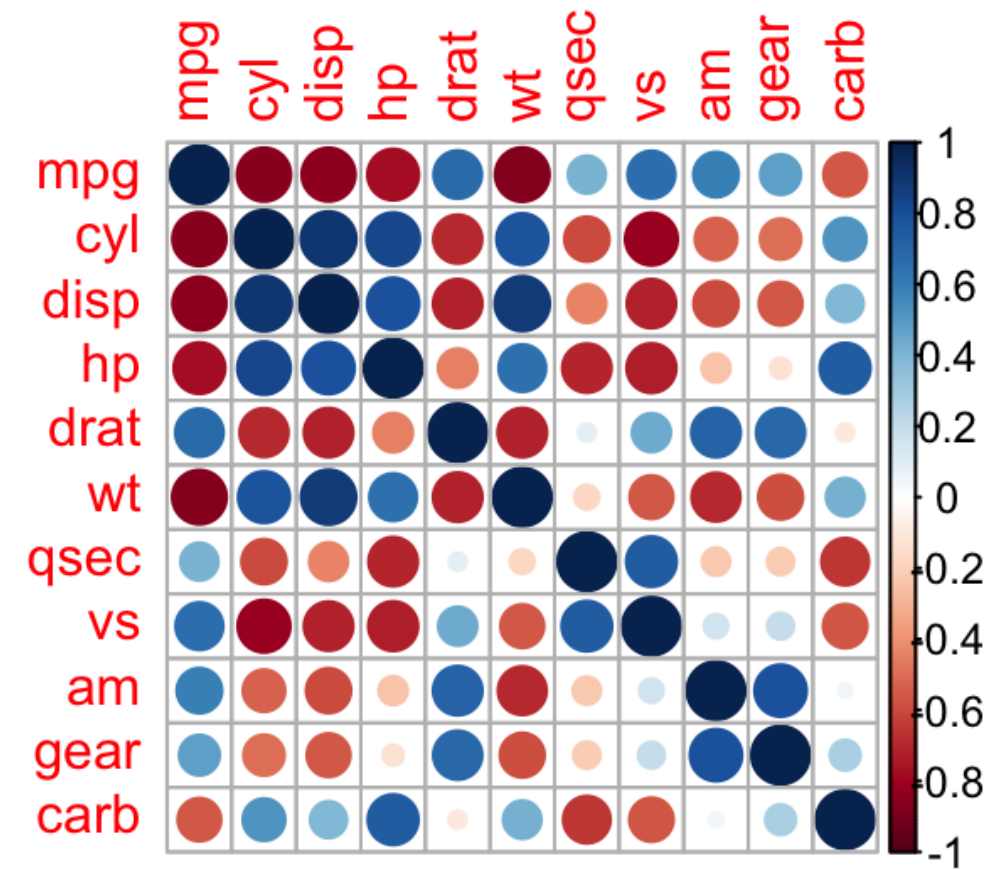 mpg cyl disp hp drat wt qsec vs am gear carb
mpg
cyl
disp
hp
drat
wt
qsec
vs
am
gear
carb
1
0.8
0.6
0.4
0.2
0
-0.2
-0.4
-0.6
-0.8
-1